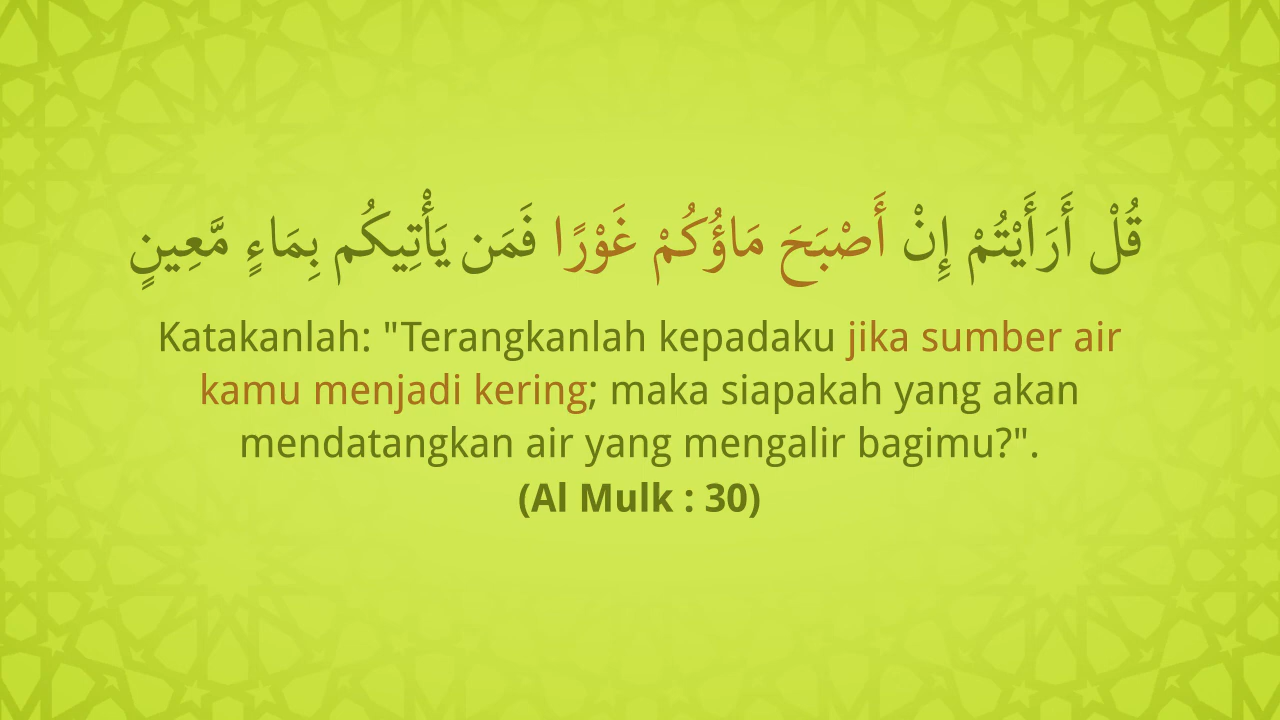 قُلْ أَرَأَيْتُمْ إِنْ أَصْبَحَ مَاؤُكُمْ غَوْرًا فَمَن يَأْتِيكُم بِمَاءٍ مَّعِينٍ
Katakanlah: "Terangkanlah kepadaku jika sumber air
kamu menjadi kering; maka siapakah yang akan
mendatangkan air yang mengalir bagimu?".
(Al Mulk : 30)